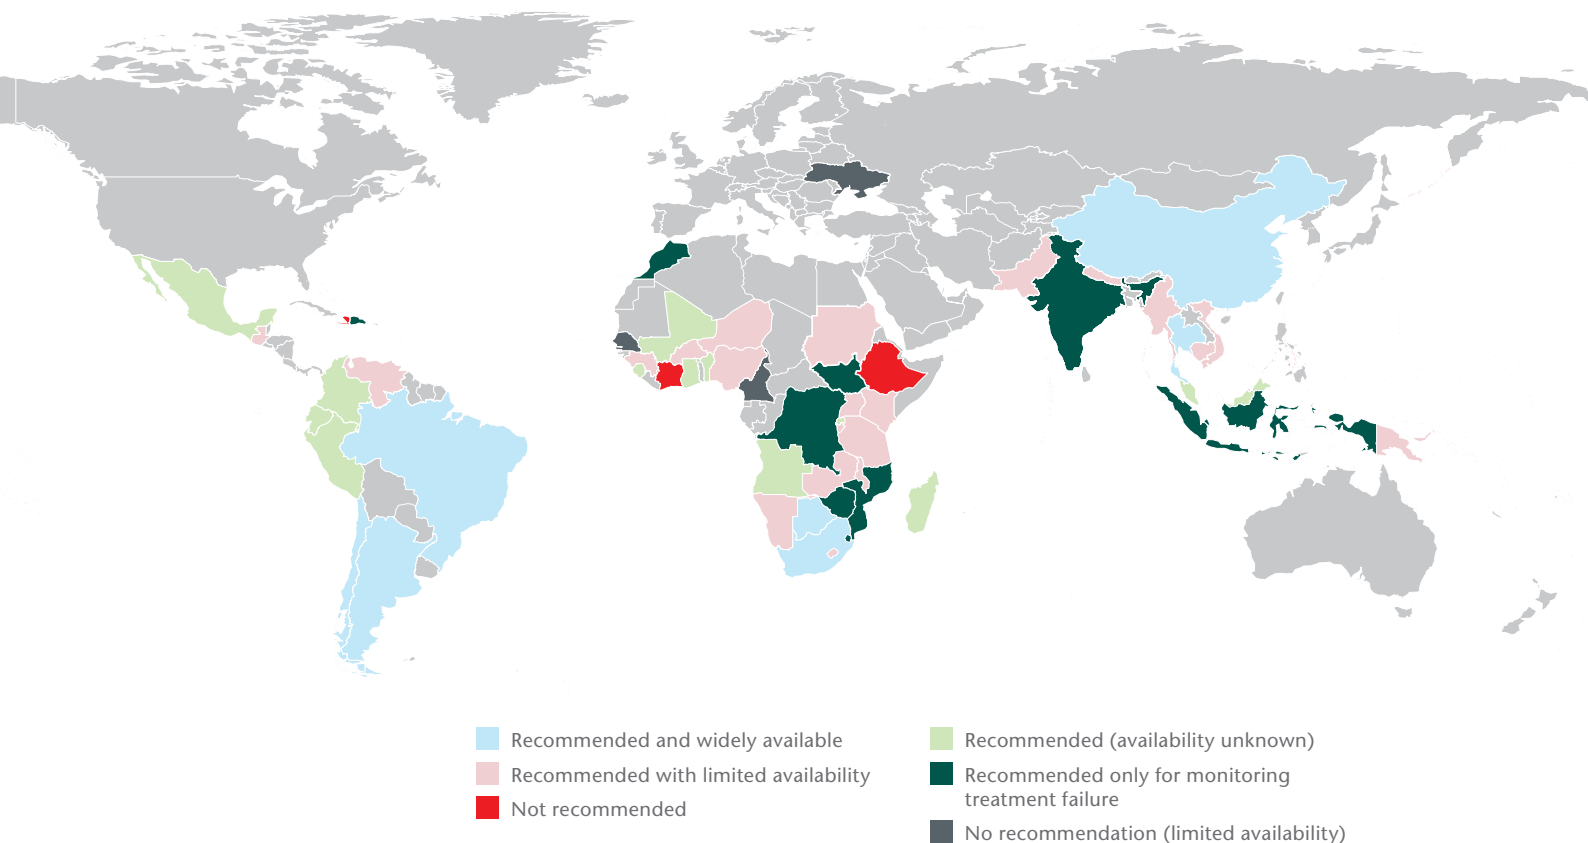 Recommended and widely available
Recommended with limited availability
Not recommended
Recommended (availability unknown)
Recommended only for monitoring
treatment failure
No recommendation (limited availability)